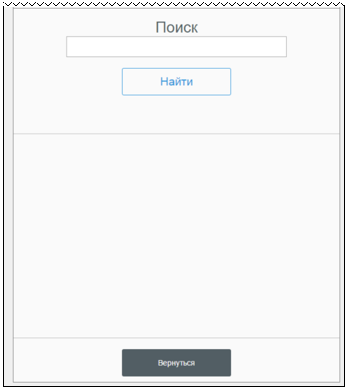 Поиск
Найти
Вернуться